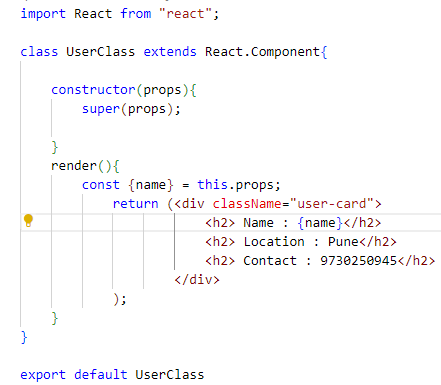 import React from "react";
class UserClass extends React.Component{
constructor(props){
super(props);
}
render(){
const {name} = this.props;
return (<div className="user-card">
<h2> Name : {name}</h2>
<h2> Location : Pune</h2>
<h2> Contact : 9730250945</h2>
</div>
);
}
}
export default UserClass